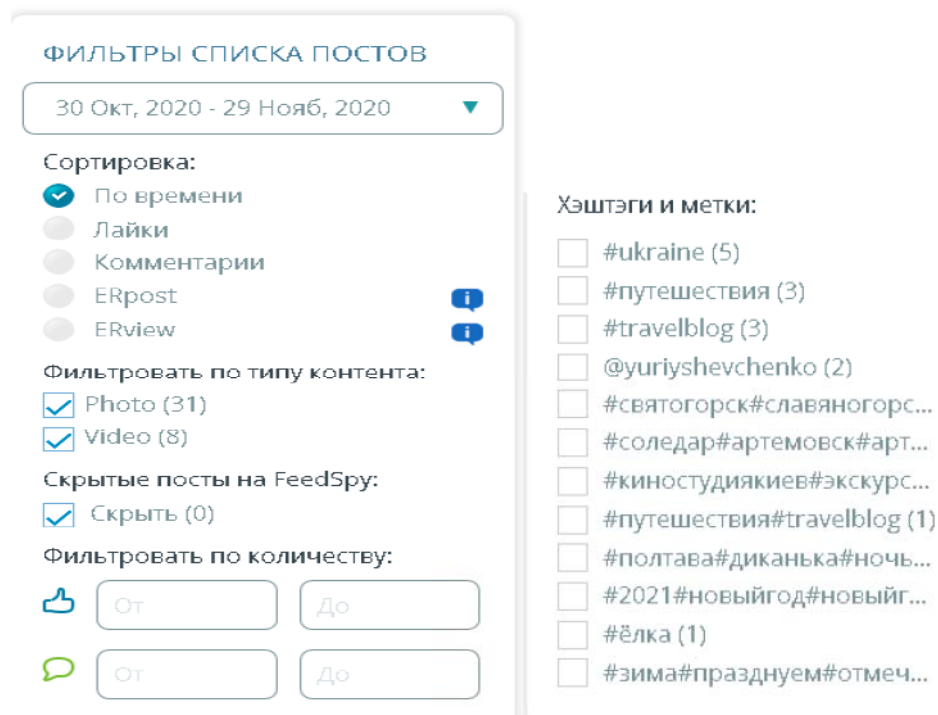 ФИЛЬТРЫ СПИСКА ПОСТОВ
30 Окт, 2020 - 29 Нояб, 2020
Сортировка:
По времени
Лайки
Комментарии
ERpost
ERview
Фильтровать по типу контента:
Photo (31)
Video (8)
Скрытые посты на FeedSpy:
Скрыть (0)
Фильтровать по количеству:
От До
От До
Хэштэги и метки:
#ukraine (5)
#путешествия (3)
#travelblog (3)
@yuriyshevchenko (2)
#святогорск#славяногорс...
#соледар#артемовск#арт...
#киностудиякиев#экскурс...
#путешествия#travelblog (1)
#полтава#диканька#ночь...
#2021#новыйгод#новыйг...
#ёлка (1)
#зима#празднуем#отмеч...